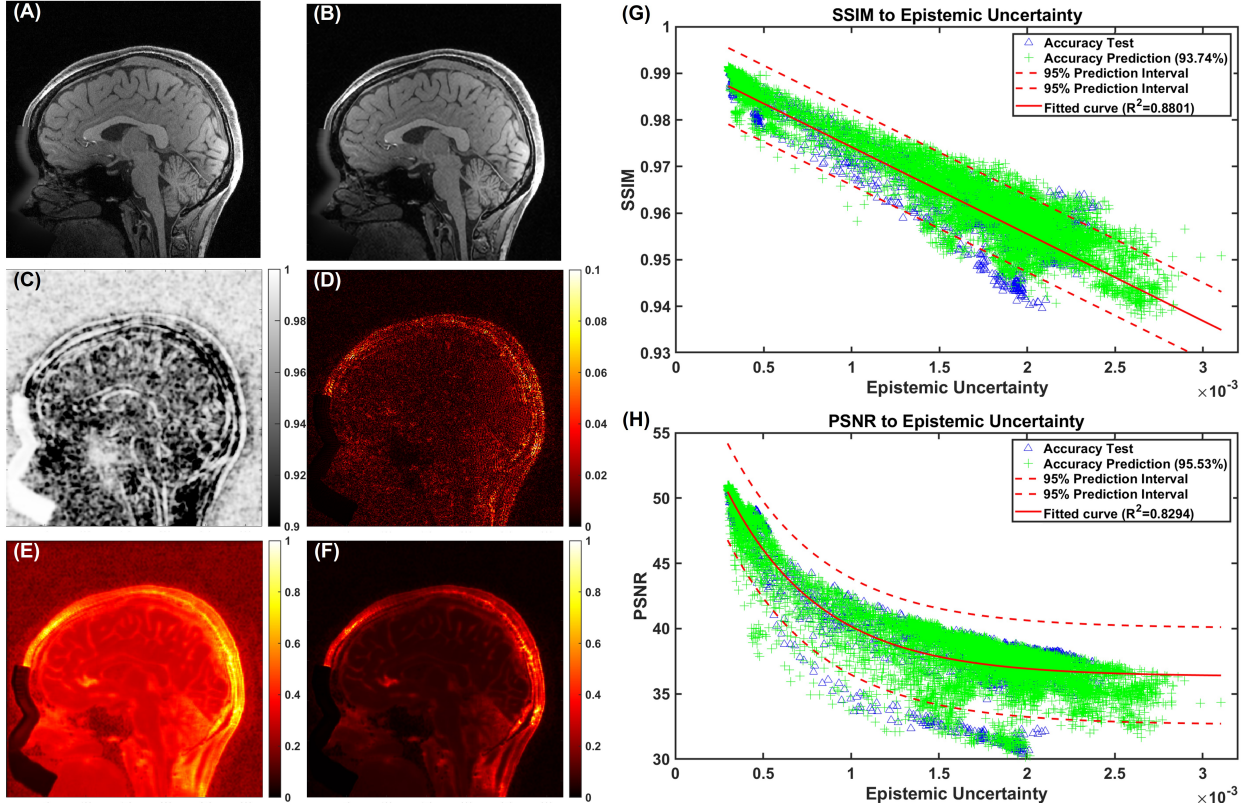 (A)
(B)
(C)
1
0.98
0.96
0.94
0.92
0.9
(D)
0.1
0.08
0.06
0.04
0.02
0
(E)
1
0.8
0.6
0.4
0.2
0
(F)
1
0.8
0.6
0.4
0.2
0
(G)
SSIM to Epistemic Uncertainty
1
0.99
0.98
0.97
0.96
0.95
0.94
0.93
SSIM
Accuracy Test
Accuracy Prediction (93.74%)
95% Prediction Interval
95% Prediction Interval
Fitted curve (R²=0.8801)
0 0.5 1 1.5 2 2.5 3
Epistemic Uncertainty
×10⁻³
(H)
PSNR to Epistemic Uncertainty
55
50
45
40
35
30
PSNR
Accuracy Test
Accuracy Prediction (95.53%)
95% Prediction Interval
95% Prediction Interval
Fitted curve (R²=0.8294)
0 0.5 1 1.5 2 2.5 3
Epistemic Uncertainty
×10⁻³